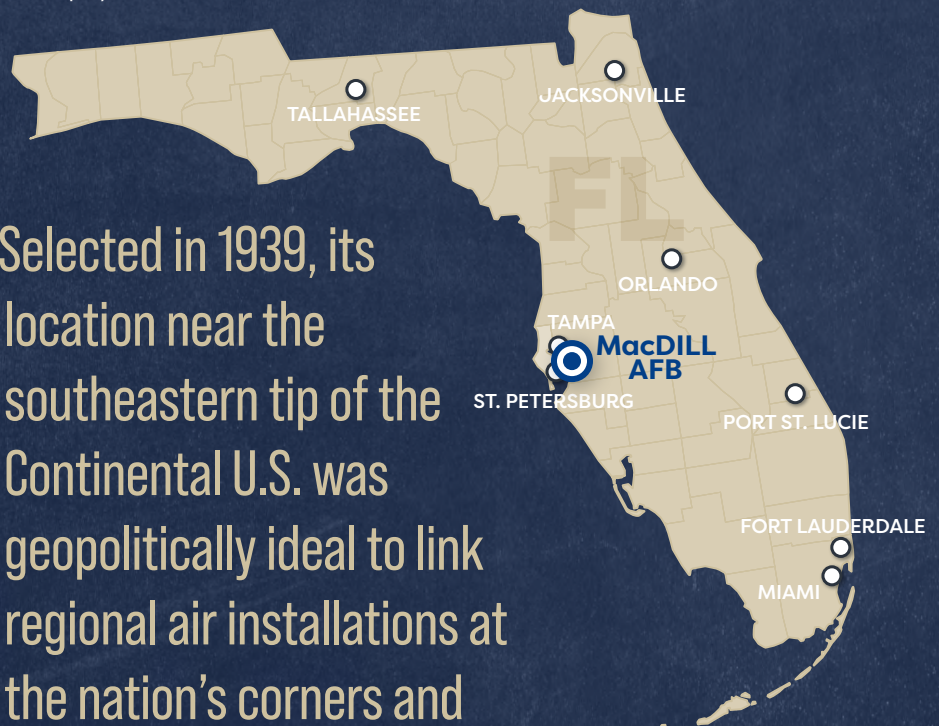 TALLAHASSEE
JACKSONVILLE
FL
ORLANDO
TAMPA
MacDILL
AFB
ST. PETERSBURG
PORT ST. LUCIE
FORT LAUDERDALE
MIAMI
Selected in 1939, its
location near the
southeastern tip of the
Continental U.S. was
geopolitically ideal to link
regional air installations at
the nation’s corners and